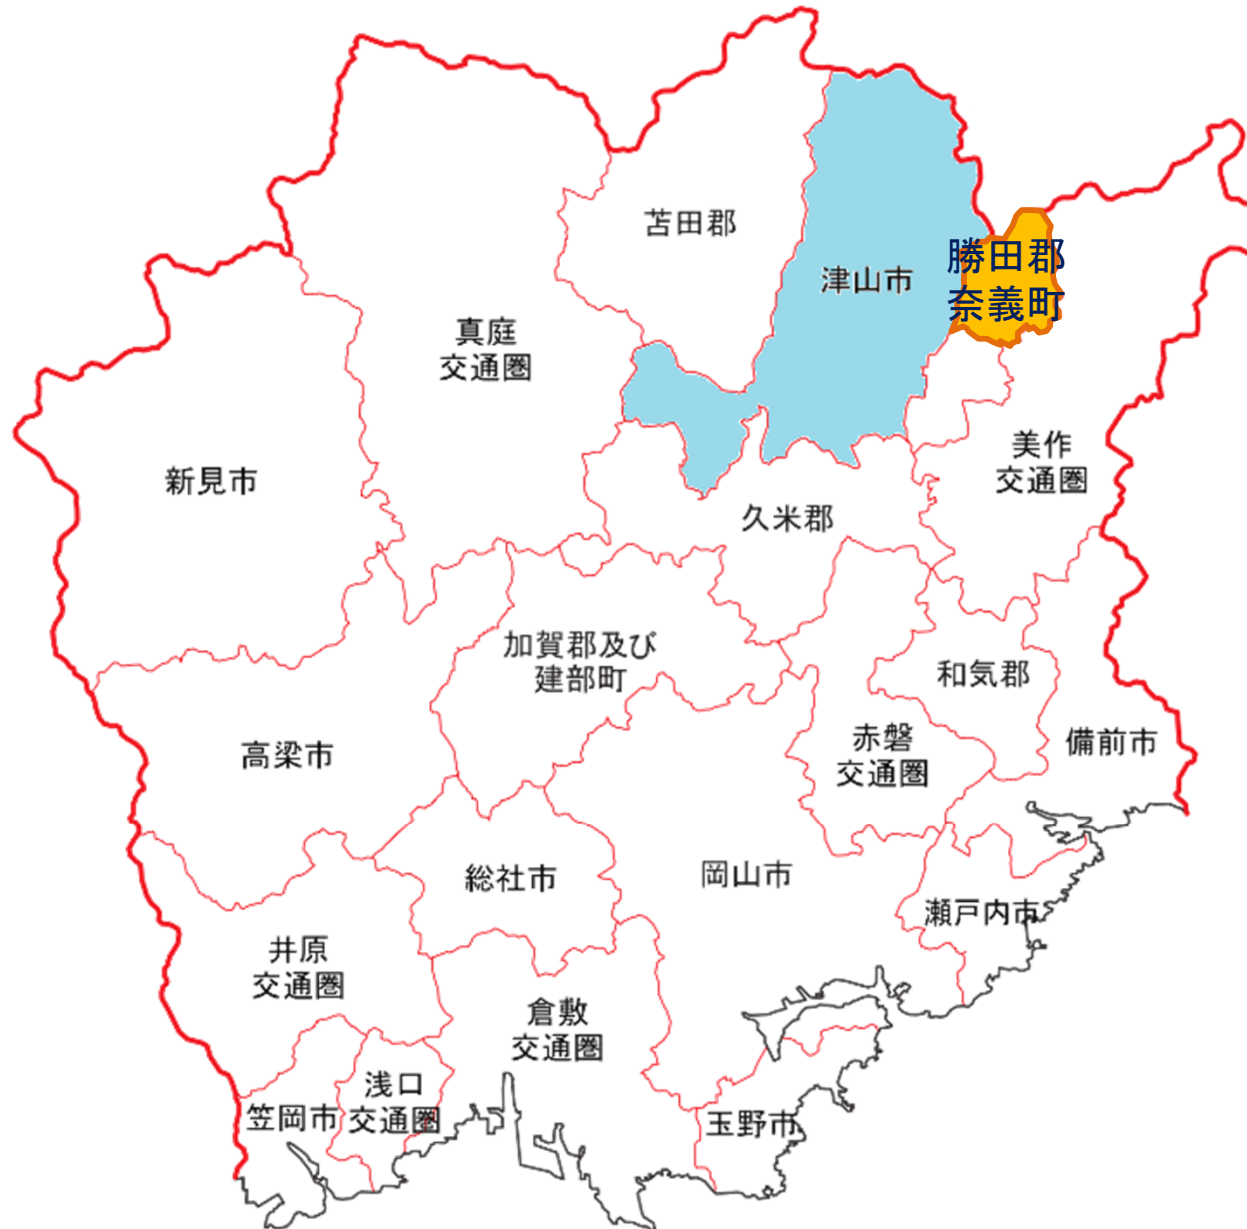 苫田郡
勝田郡
奈義町
津山市
真庭
交通圏
新見市
美作
交通圏
久米郡
加賀郡及び
建部町
和気郡
高梁市
赤磐
交通圏
備前市
総社市
岡山市
瀬戸内市
井原
交通圏
倉敷
交通圏
浅口
交通圏
笠岡市
玉野市